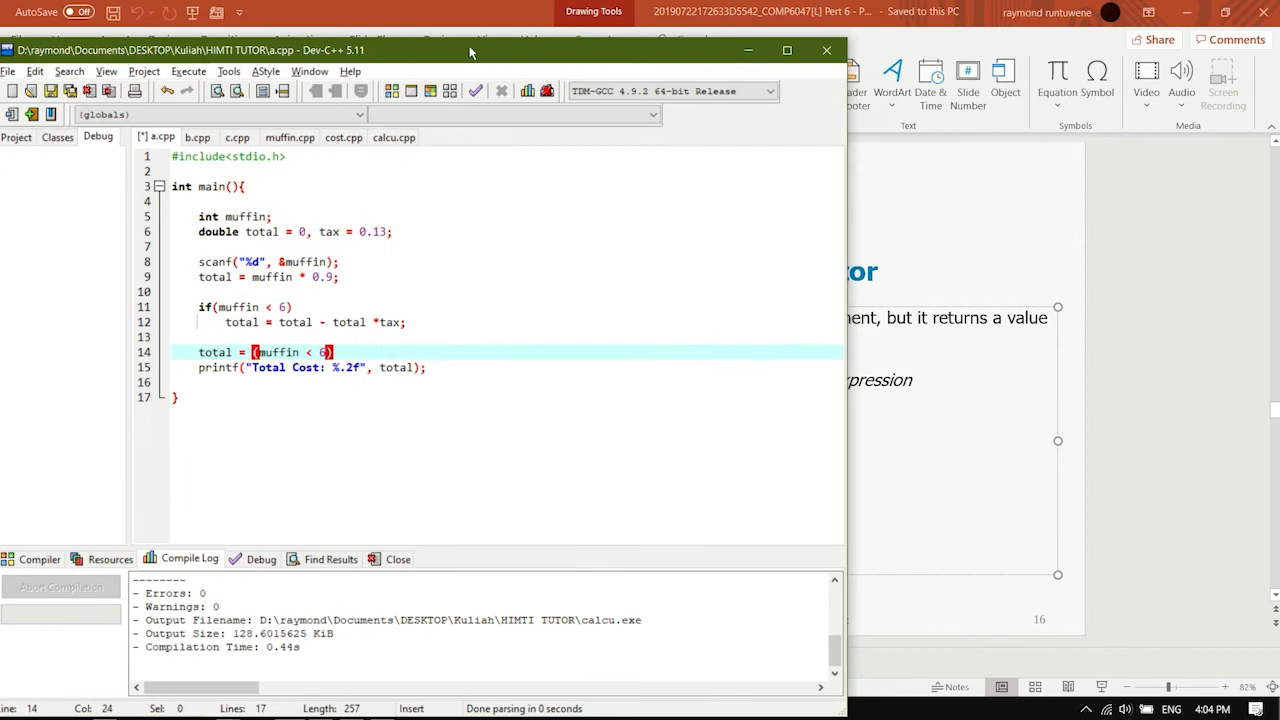 AutoSave Off
Drawing Tools
20190722172633D5542_COMP6047[L] Pert 6 - P... - Saved to this PC
raymond runtuwene
D:\raymond\Documents\DESKTOP\Kuliah\HIMTI TUTOR\a.cpp - Dev-C++ 5.11
Share
Comments
File Edit Search View Project Execute Tools AStyle Window Help
TDM-GCC 4.9.2 64-bit Release
WordArt Date & Time Slide Number Object Equation Symbol Video Audio Screen Recording
Text Symbols Media
(globals)
Project Classes Debug
[*] a.cpp b.cpp c.cpp muffin.cpp cost.cpp calcu.cpp
1 #include<stdio.h>
2
3 int main(){
4
5 int muffin;
6 double total = 0, tax = 0.13;
7
8 scanf("%d", &muffin);
9 total = muffin * 0.9;
10
11 if(muffin < 6)
12 total = total - total *tax;
13
14 total = (muffin < 6)
15 printf("Total Cost: %.2f", total);
16
17 }
tor
ment, but it returns a value
xpression
16
Compiler Resources Compile Log Debug Find Results Close
Abort Compilation
--------
- Errors: 0
- Warnings: 0
- Output Filename: D:\raymond\Documents\DESKTOP\Kuliah\HIMTI TUTOR\calcu.exe
- Output Size: 128.6015625 KiB
- Compilation Time: 0.44s
Line: 14 Col: 24 Sel: 0 Lines: 17 Length: 257 Insert Done parsing in 0 seconds
Notes
82%
ENG 4:04 PM